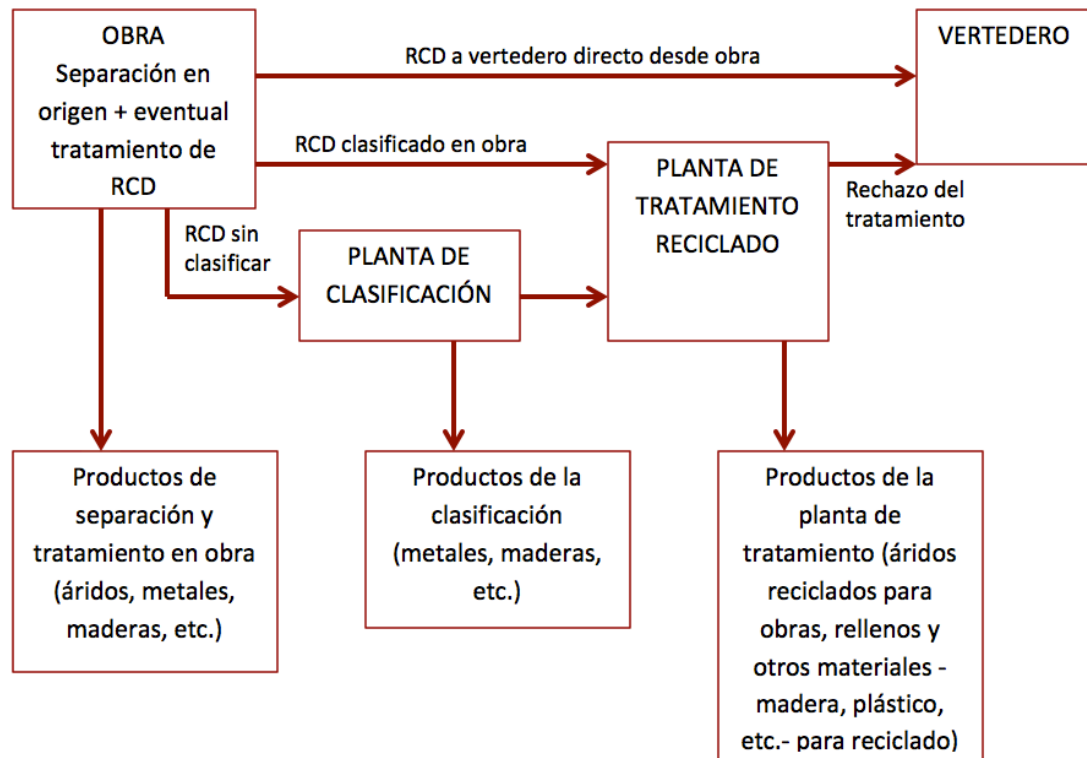 OBRA
Separación en
origen + eventual
tratamiento de
RCD
RCD a vertedero directo desde obra
VERTEDERO
RCD clasificado en obra
PLANTA DE
TRATAMIENTO
RECICLADO
Rechazo del
tratamiento
RCD sin
clasificar
PLANTA DE
CLASIFICACIÓN
Productos de
separación y
tratamiento en obra
(áridos, metales,
maderas, etc.)
Productos de la
clasificación
(metales, maderas,
etc.)
Productos de la
planta de
tratamiento (áridos
reciclados para
obras, rellenos y
otros materiales -
madera, plástico,
etc.- para reciclado)